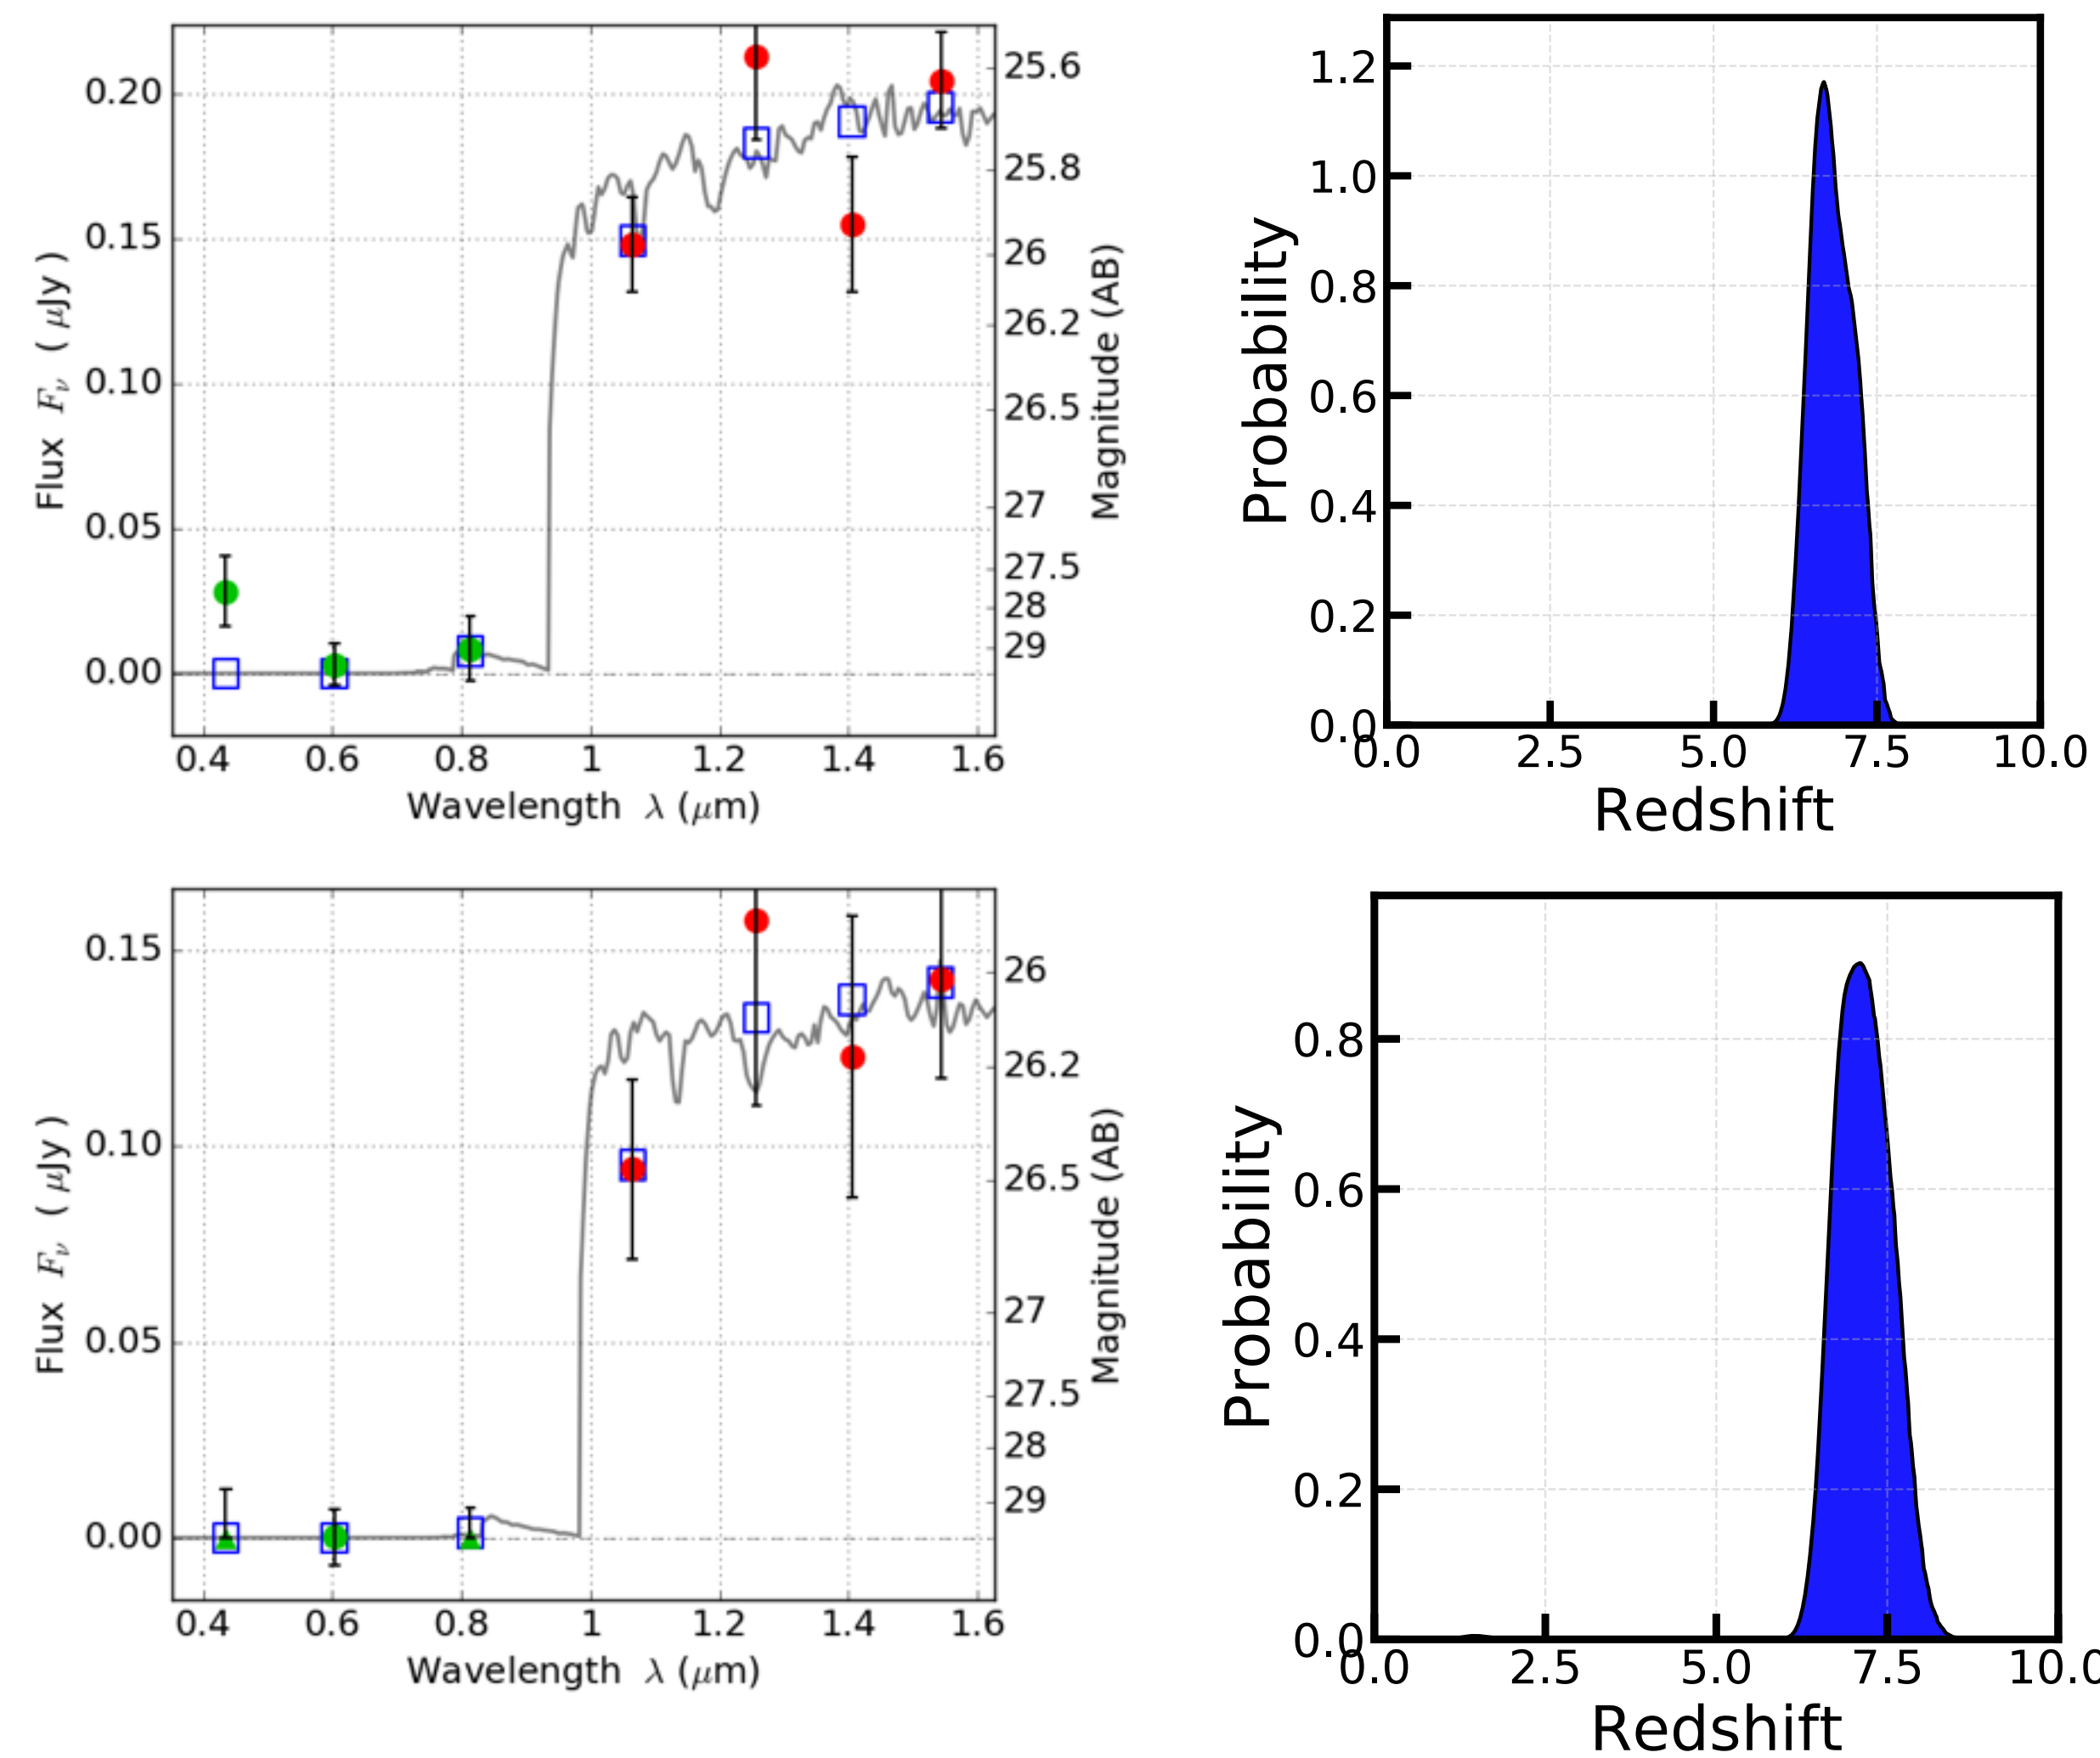 0.20
0.15
0.10
0.05
0.00
Flux Fν ( μJy )
25.6
25.8
26
26.2
26.5
27
27.5
28
29
Magnitude (AB)
0.4 0.6 0.8 1 1.2 1.4 1.6
Wavelength λ (μm)
1.2
1.0
0.8
0.6
0.4
0.2
0.0
Probability
0.0 2.5 5.0 7.5 10.0
Redshift
0.15
0.10
0.05
0.00
Flux Fν ( μJy )
26
26.2
26.5
27
27.5
28
29
Magnitude (AB)
0.4 0.6 0.8 1 1.2 1.4 1.6
Wavelength λ (μm)
0.8
0.6
0.4
0.2
0.0
Probability
0.0 2.5 5.0 7.5 10.0
Redshift